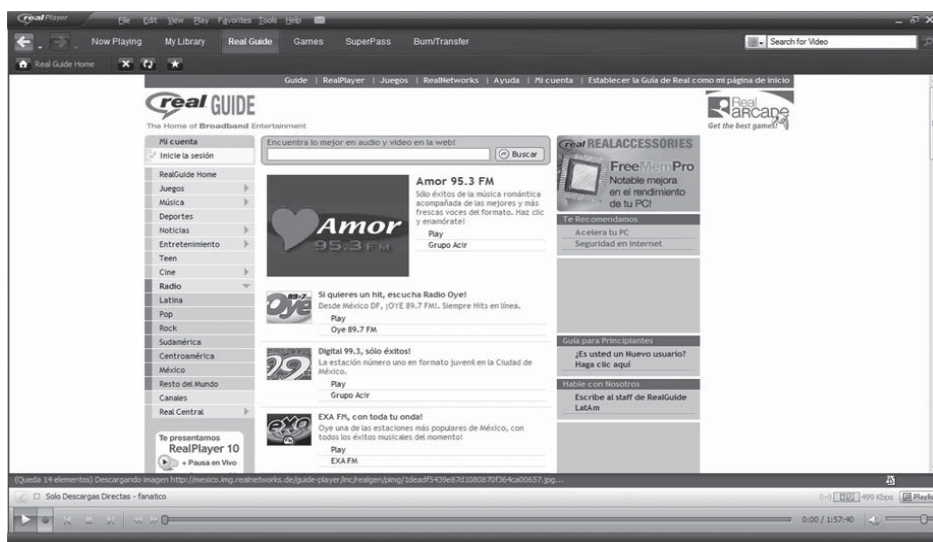 real Player
File Edit View Play Favorites Tools Help
Now Playing My Library Real Guide Games SuperPass Burn/Transfer
Search for Video
Real Guide Home
Guide | RealPlayer | Juegos | RealNetworks | Ayuda | Mi cuenta | Establecer la Guía de Real como mi página de inicio
real GUIDE
The Home of Broadband Entertainment
Real arcade
Get the best games!
Mi cuenta
Inicie la sesión
RealGuide Home
Juegos
Música
Deportes
Noticias
Entretenimiento
Teen
Cine
Radio
Latina
Pop
Rock
Sudamérica
Centroamérica
México
Resto del Mundo
Canales
Real Central
Te presentamos
RealPlayer 10
+ Pausa en Vivo
Encuentra lo mejor en audio y video en la web!
Buscar
Amor
95.3 FM
Amor 95.3 FM
Sólo éxitos de la música romántica
acompañada de las mejores y más
frescas voces del formato. Haz clic
y enamórate!
Play
Grupo Acir
89.7
Oye
Si quieres un hit, escucha Radio Oye!
Desde México DF, ¡OYE 89.7 FM!. Siempre Hits en línea.
Play
Oye 89.7 FM
99
Digital 99.3, sólo éxitos!
La estación número uno en formato juvenil en la Ciudad de
México.
Play
Grupo Acir
exa
FM
EXA FM, con toda tu onda!
Oye una de las estaciones más populares de México, con
todos los éxitos musicales del momento!
Play
EXA FM
real REALACCESSORIES
FreeMemPro
Notable mejora
en el rendimiento
de tu PC!
Te Recomendamos
Acelera tu PC
Seguridad en Internet
Guía para Principiantes
¿Es usted un Nuevo usuario?
Haga clic aquí
Hable con Nosotros
Escribe al staff de RealGuide
LatAm
(Queda 14 elementos) Descargando imagen http://mexico.img.realnetworks.de/guide-player/inc/realgen/pimg/1deadf5439e87d1080870f364ca00657.jpg...
Solo Descargas Directas - fanatico
499 Kbps
0:00 / 1:57:40